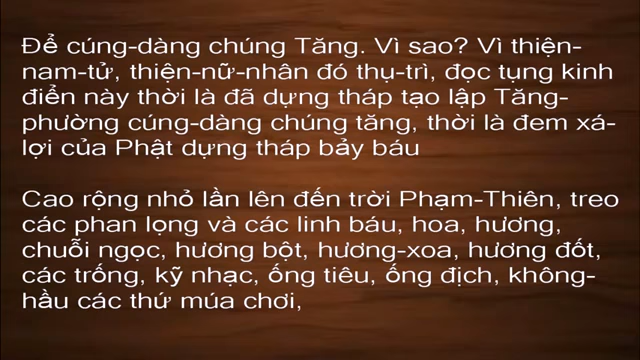 Để cúng-dàng chúng Tăng. Vì sao? Vì thiện-
nam-tử, thiện-nữ-nhân đó thụ-trì, đọc tụng kinh
điển này thời là đã dựng tháp tạo lập Tăng-
phường cúng-dàng chúng tăng, thời là đem xá-
lợi của Phật dựng tháp bảy báu
Cao rộng nhỏ lần lên đến trời Phạm-Thiên, treo
các phan lọng và các linh báu, hoa, hương,
chuỗi ngọc, hương bột, hương-xoa, hương đốt,
các trống, kỹ nhạc, ống tiêu, ống địch, không-
hầu các thứ múa chơi,